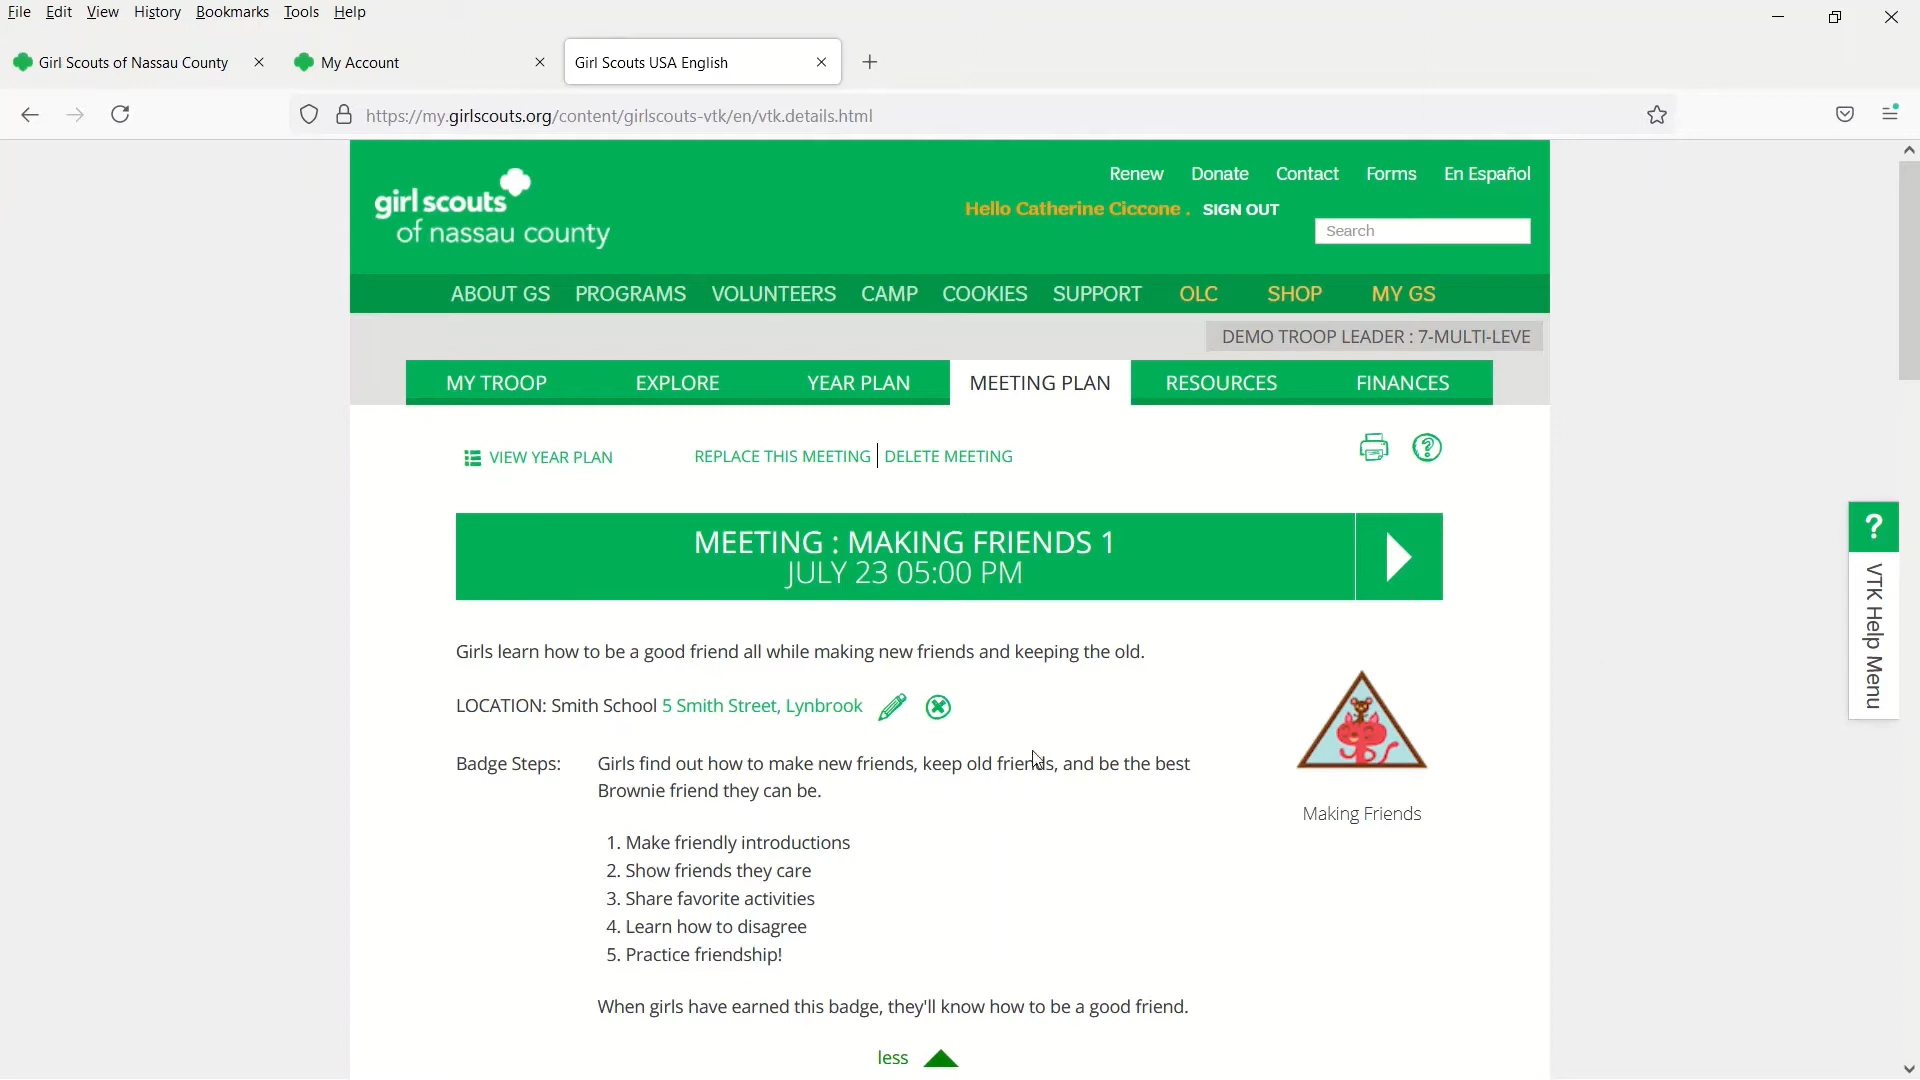 File Edit View History Bookmarks Tools Help
Girl Scouts of Nassau County
My Account
Girl Scouts USA English
https://my.girlscouts.org/content/girlscouts-vtk/en/vtk.details.html
girl scouts
of nassau county
Renew Donate Contact Forms En Español
Hello Catherine Ciccone . SIGN OUT
Search
ABOUT GS PROGRAMS VOLUNTEERS CAMP COOKIES SUPPORT OLC SHOP MY GS
DEMO TROOP LEADER : 7-MULTI-LEVE
MY TROOP EXPLORE YEAR PLAN MEETING PLAN RESOURCES FINANCES
VIEW YEAR PLAN REPLACE THIS MEETING DELETE MEETING
?
MEETING : MAKING FRIENDS 1
JULY 23 05:00 PM
?
VTK Help Menu
Girls learn how to be a good friend all while making new friends and keeping the old.
LOCATION: Smith School 5 Smith Street, Lynbrook
Badge Steps: Girls find out how to make new friends, keep old friends, and be the best
Brownie friend they can be.
Making Friends
1. Make friendly introductions
2. Show friends they care
3. Share favorite activities
4. Learn how to disagree
5. Practice friendship!
When girls have earned this badge, they'll know how to be a good friend.
less